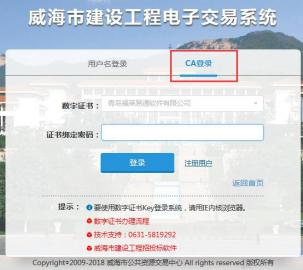 威海市建设工程电子交易系统
用户名登录 CA登录
数字证书： 青岛福莱易通软件有限公司
证书绑定密码：
登录 注册用户
返回首页
提示： 要使用数字证书Key登录系统，请用IE内核浏览器。
数字证书办理流程
技术支持：0631-5819292
威海市建设工程招投标软件
Copyright©2009-2018 威海市公共资源交易中心 All rights reserved 版权所有